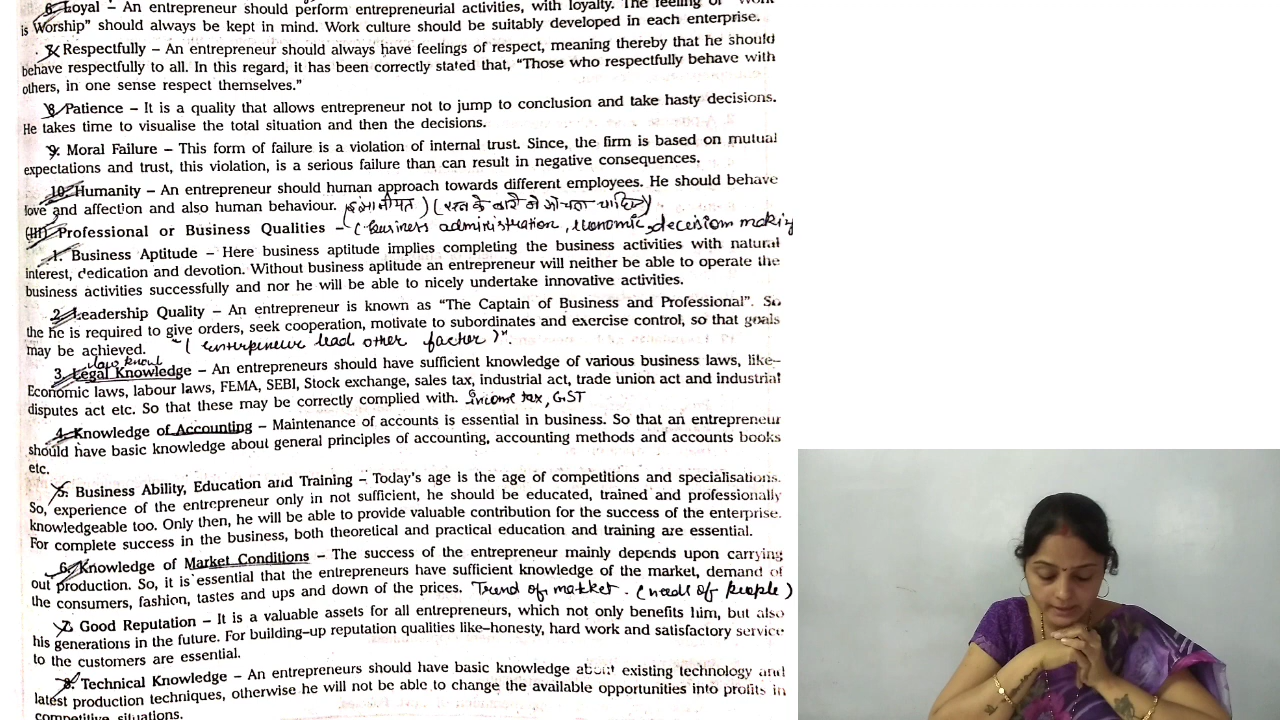 6. Loyal – An entrepreneur should perform entrepreneurial activities, with loyalty. The feeling of "Work
is Worship" should always be kept in mind. Work culture should be suitably developed in each enterprise.
Respectfully – An entrepreneur should always have feelings of respect, meaning thereby that he should
behave respectfully to all. In this regard, it has been correctly stated that, "Those who respectfully behave with
others, in one sense respect themselves."
8. Patience – It is a quality that allows entrepreneur not to jump to conclusion and take hasty decisions.
He takes time to visualise the total situation and then the decisions.
9. Moral Failure – This form of failure is a violation of internal trust. Since, the firm is based on mutual
expectations and trust, this violation, is a serious failure than can result in negative consequences.
10. Humanity – An entrepreneur should human approach towards different employees. He should behave
love and affection and also human behaviour. (इंसानीयत) ( के बारे में सोचना चाहिए)
(III) Professional or Business Qualities – (Business administration, economic, decision making
1. Business Aptitude – Here business aptitude implies completing the business activities with natural
interest, dedication and devotion. Without business aptitude an entrepreneur will neither be able to operate the
business activities successfully and nor he will be able to nicely undertake innovative activities.
2. Leadership Quality – An entrepreneur is known as "The Captain of Business and Professional". So
the he is required to give orders, seek cooperation, motivate to subordinates and exercise control, so that goals
may be achieved. "(enterpeneur lead other factor)".
law know
3. Legal Knowledge – An entrepreneurs should have sufficient knowledge of various business laws, like–
Economic laws, labour laws, FEMA, SEBI, Stock exchange, sales tax, industrial act, trade union act and industrial
disputes act etc. So that these may be correctly complied with. Income tax, GST
4. Knowledge of Accounting – Maintenance of accounts is essential in business. So that an entrepreneur
should have basic knowledge about general principles of accounting, accounting methods and accounts books
etc.
5. Business Ability, Education and Training – Today's age is the age of competitions and specialisations.
So, experience of the entrepreneur only in not sufficient, he should be educated, trained and professionally
knowledgeable too. Only then, he will be able to provide valuable contribution for the success of the enterprise.
For complete success in the business, both theoretical and practical education and training are essential.
6. Knowledge of Market Conditions – The success of the entrepreneur mainly depends upon carrying
out production. So, it is essential that the entrepreneurs have sufficient knowledge of the market, demand of
the consumers, fashion, tastes and ups and down of the prices. Trend of market. (needs of people)
7. Good Reputation – It is a valuable assets for all entrepreneurs, which not only benefits him, but also
his generations in the future. For building–up reputation qualities like–honesty, hard work and satisfactory service
to the customers are essential.
8. Technical Knowledge – An entrepreneurs should have basic knowledge about existing technology and
latest production techniques, otherwise he will not be able to change the available opportunities into profits in
competitive situations.